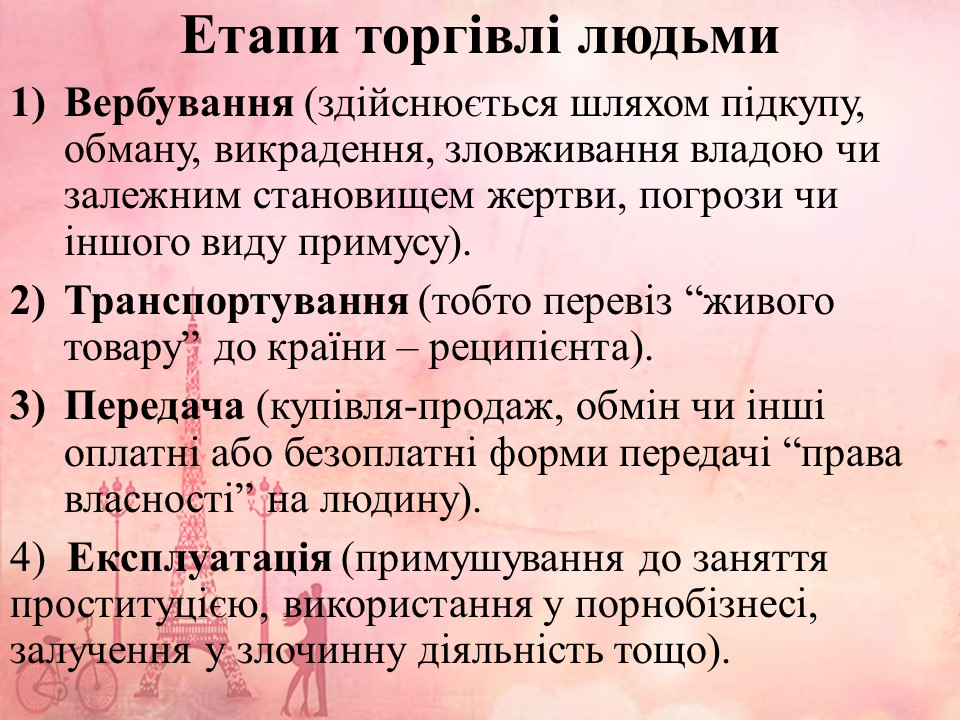 Етапи торгівлі людьми
1) Вербування (здійснюється шляхом підкупу,
обману, викрадення, зловживання владою чи
залежним становищем жертви, погрози чи
іншого виду примусу).
2) Транспортування (тобто перевіз “живого
товару” до країни – реципієнта).
3) Передача (купівля-продаж, обмін чи інші
оплатні або безоплатні форми передачі “права
власності” на людину).
4) Експлуатація (примушування до заняття
проституцією, використання у порнобізнесі,
залучення у злочинну діяльність тощо).